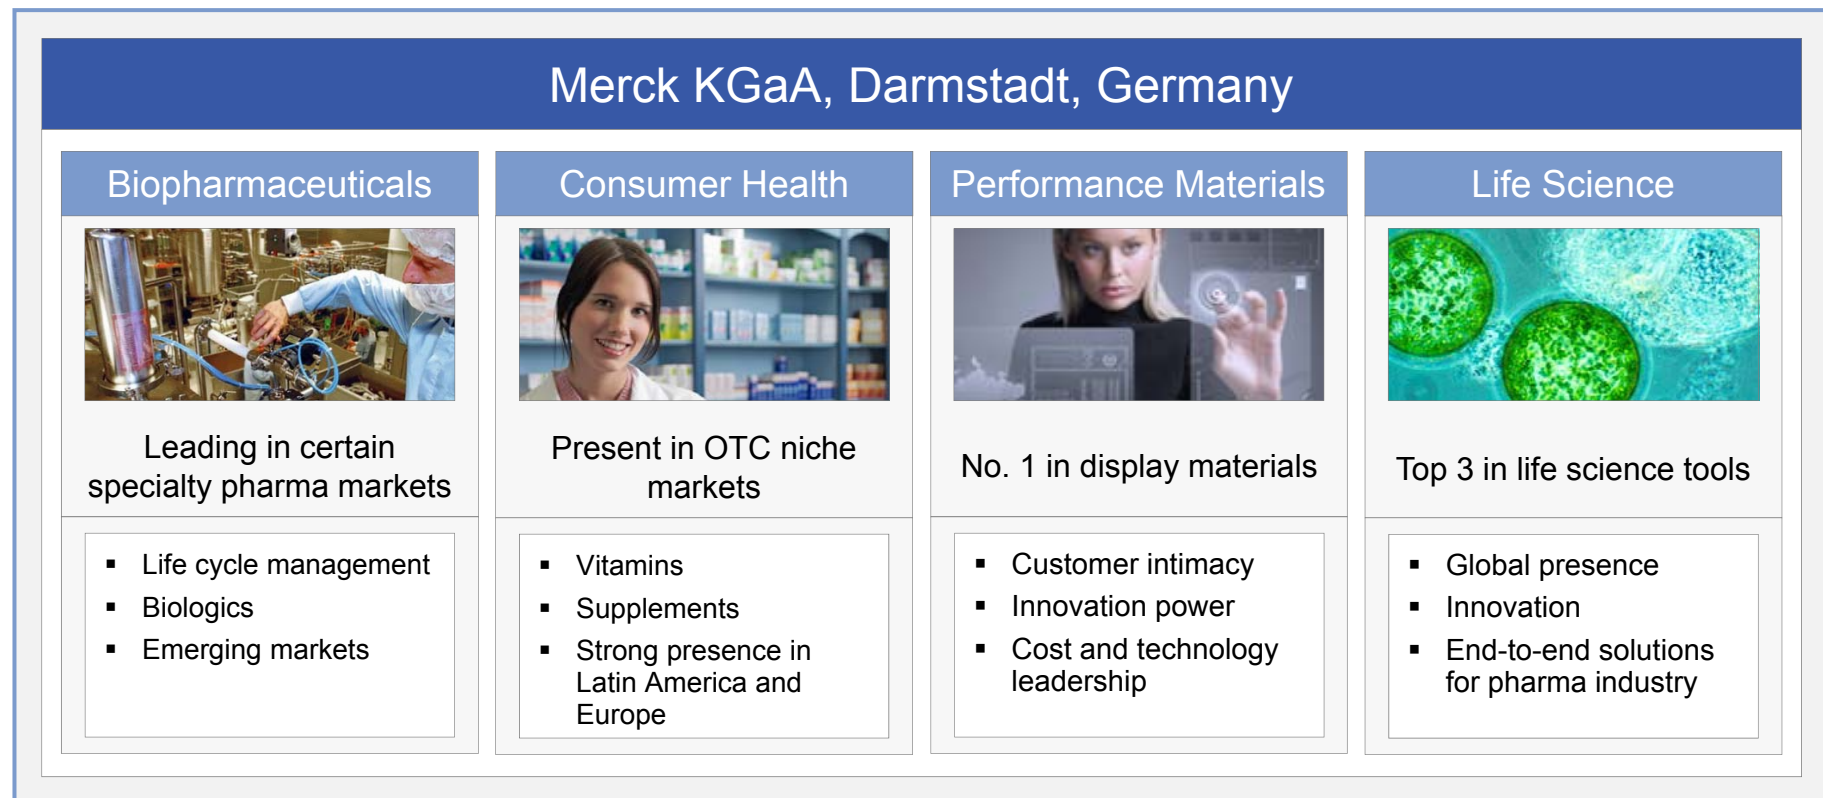 Merck KGaA, Darmstadt, Germany
Biopharmaceuticals
Leading in certain
specialty pharma markets
▪ Life cycle management
▪ Biologics
▪ Emerging markets
Consumer Health
Present in OTC niche
markets
▪ Vitamins
▪ Supplements
▪ Strong presence in
Latin America and
Europe
Performance Materials
No. 1 in display materials
▪ Customer intimacy
▪ Innovation power
▪ Cost and technology
leadership
Life Science
Top 3 in life science tools
▪ Global presence
▪ Innovation
▪ End-to-end solutions
for pharma industry